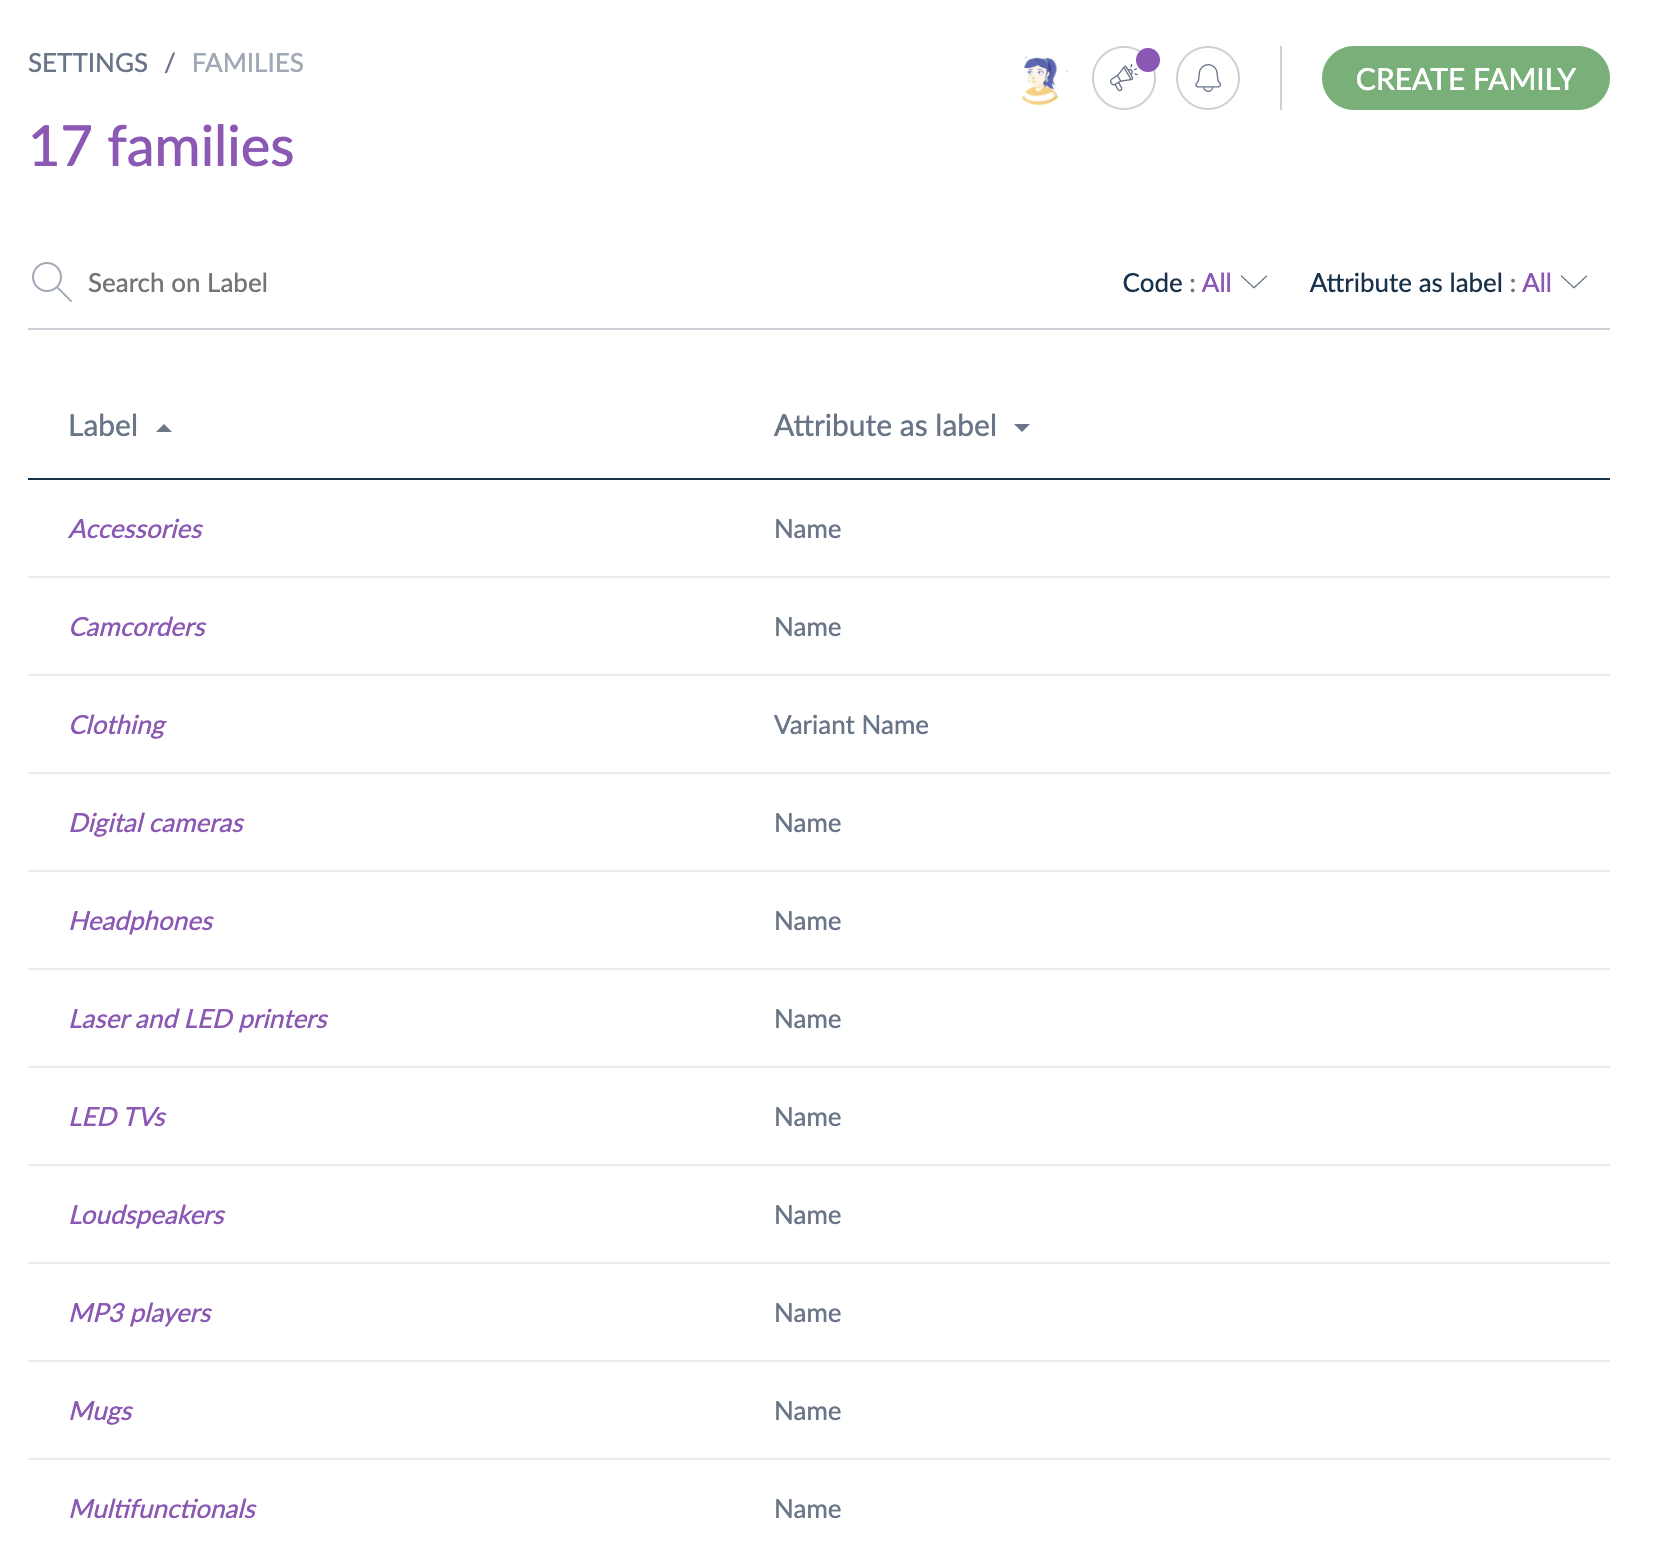 SETTINGS / FAMILIES
CREATE FAMILY
17 families
Search on Label
Code : All
Attribute as label : All
Label
Attribute as label
Accessories
Name
Camcorders
Name
Clothing
Variant Name
Digital cameras
Name
Headphones
Name
Laser and LED printers
Name
LED TVs
Name
Loudspeakers
Name
MP3 players
Name
Mugs
Name
Multifunctionals
Name